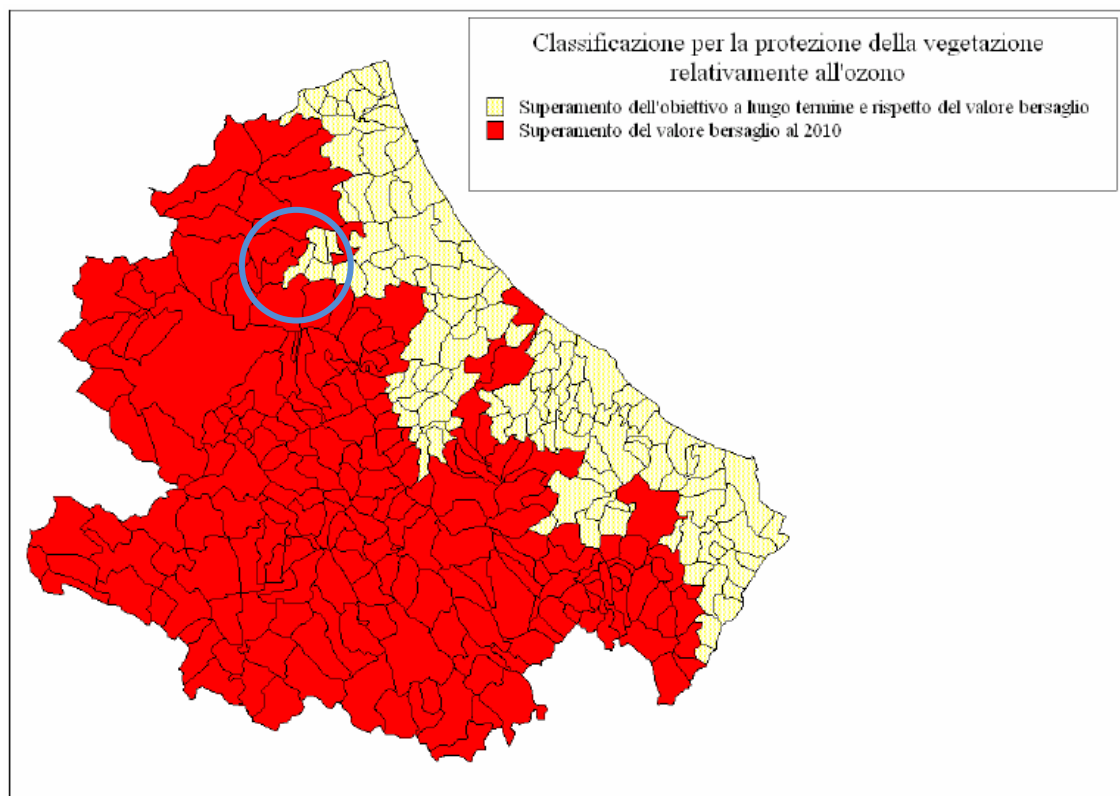 Classificazione per la protezione della vegetazione
relativamente all'ozono
Superamento dell'obiettivo a lungo termine e rispetto del valore bersaglio
Superamento del valore bersaglio al 2010